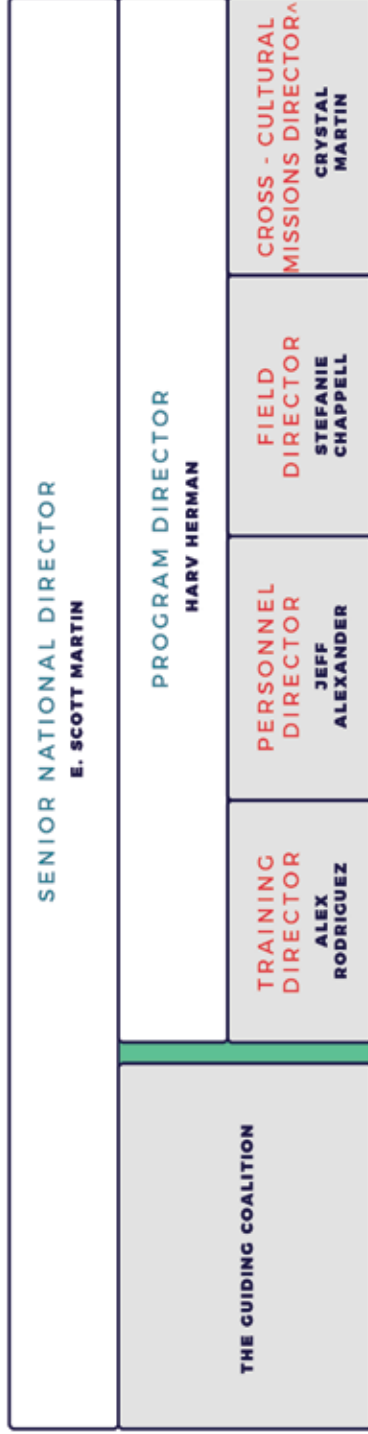 SENIOR NATIONAL DIRECTOR
E. SCOTT MARTIN
PROGRAM DIRECTOR
HARV HERMAN
THE GUIDING COALITION
TRAINING
DIRECTOR
ALEX
RODRIGUEZ
PERSONNEL
DIRECTOR
JEFF
ALEXANDER
FIELD
DIRECTOR
STEFANIE
CHAPPELL
CROSS - CULTURAL
MISSIONS DIRECTOR^
CRYSTAL
MARTIN